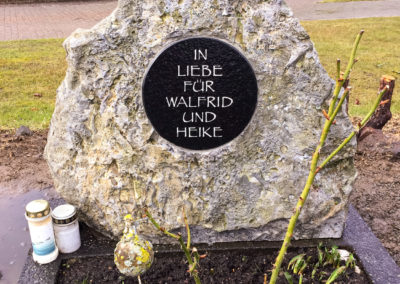 IN
LIEBE
FÜR
WALFRID
UND
HEIKE